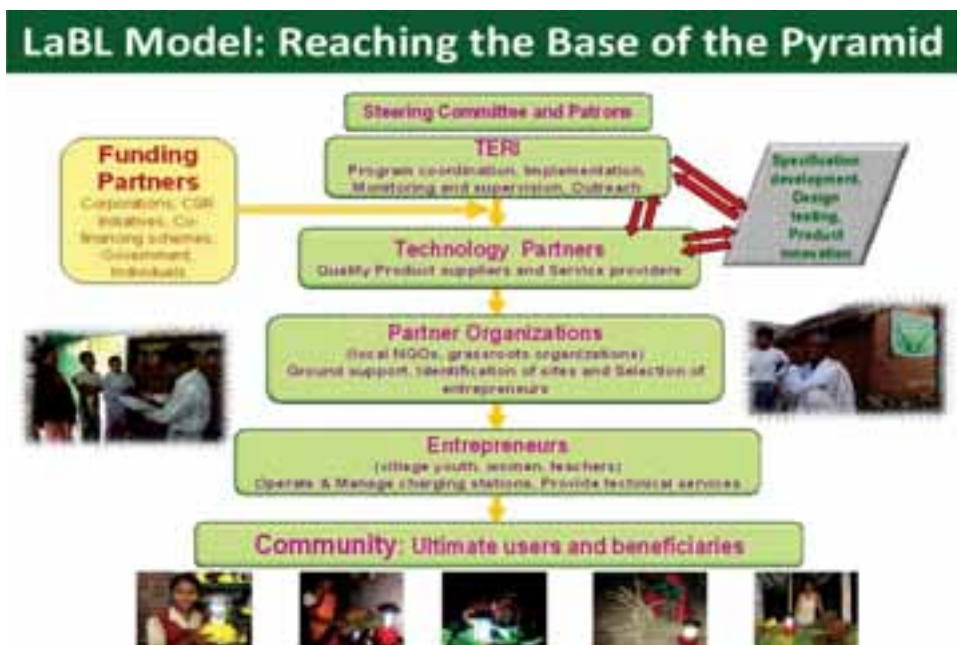 LaBL Model: Reaching the Base of the Pyramid
Steering Committee and Patrons
TERI
Program coordination, Implementation,
Monitoring and supervision, Outreach
Funding
Partners
Corporations, CSR
Initiatives, Co-
financing schemes,
Government,
Individuals
Specification
development,
Design
testing,
Product
innovation
Technology Partners
Quality Product suppliers and Service providers
Partner Organizations
(local NGOs, grassroots organizations)
Ground support, Identification of sites and Selection of
entrepreneurs
Entrepreneurs
(village youth, women, teachers)
Operate & Manage charging stations, Provide technical services
Community: Ultimate users and beneficiaries